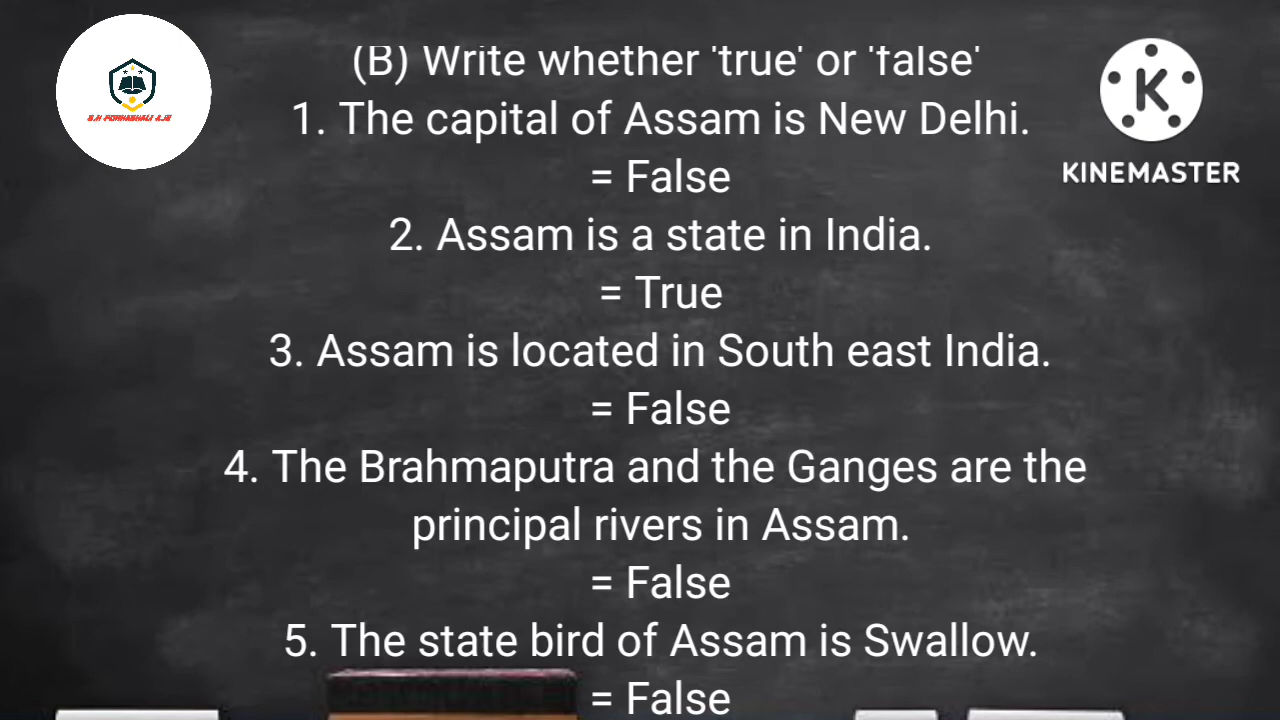 (B) Write whether 'true' or 'false'
1. The capital of Assam is New Delhi.
= False
2. Assam is a state in India.
= True
3. Assam is located in South east India.
= False
4. The Brahmaputra and the Ganges are the
principal rivers in Assam.
= False
5. The state bird of Assam is Swallow.
= False
K
KINEMASTER